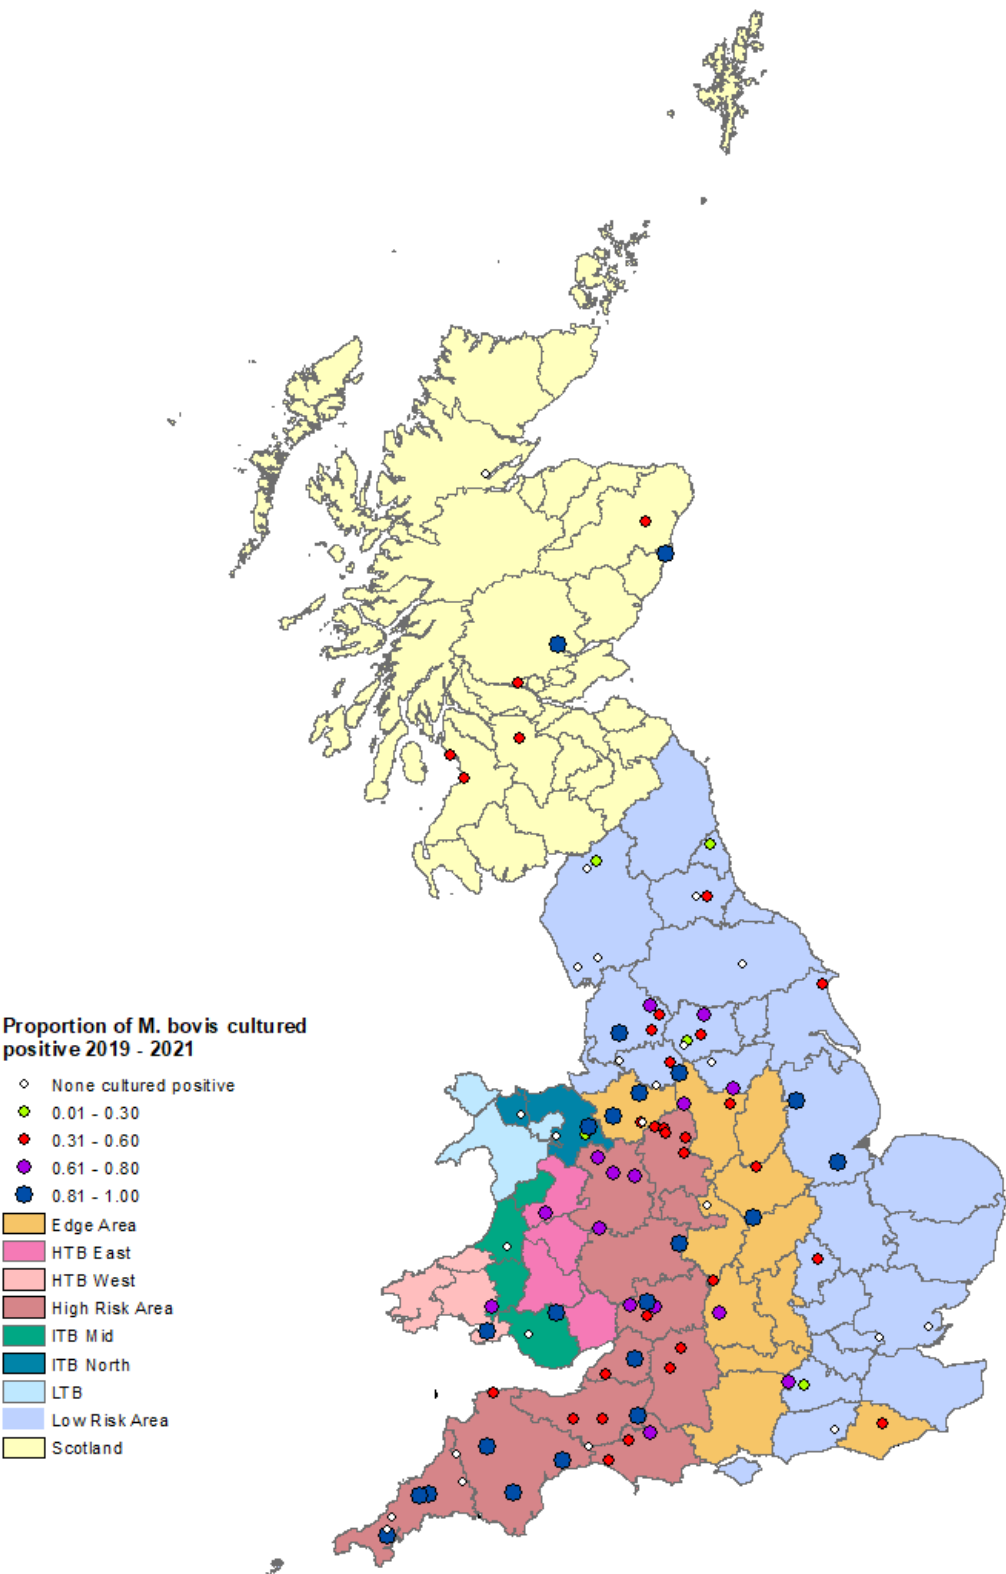 Proportion of M. bovis cultured
positive 2019 - 2021
None cultured positive
0.01 - 0.30
0.31 - 0.60
0.61 - 0.80
0.81 - 1.00
Edge Area
HTB East
HTB West
High Risk Area
ITB Mid
ITB North
LTB
Low Risk Area
Scotland